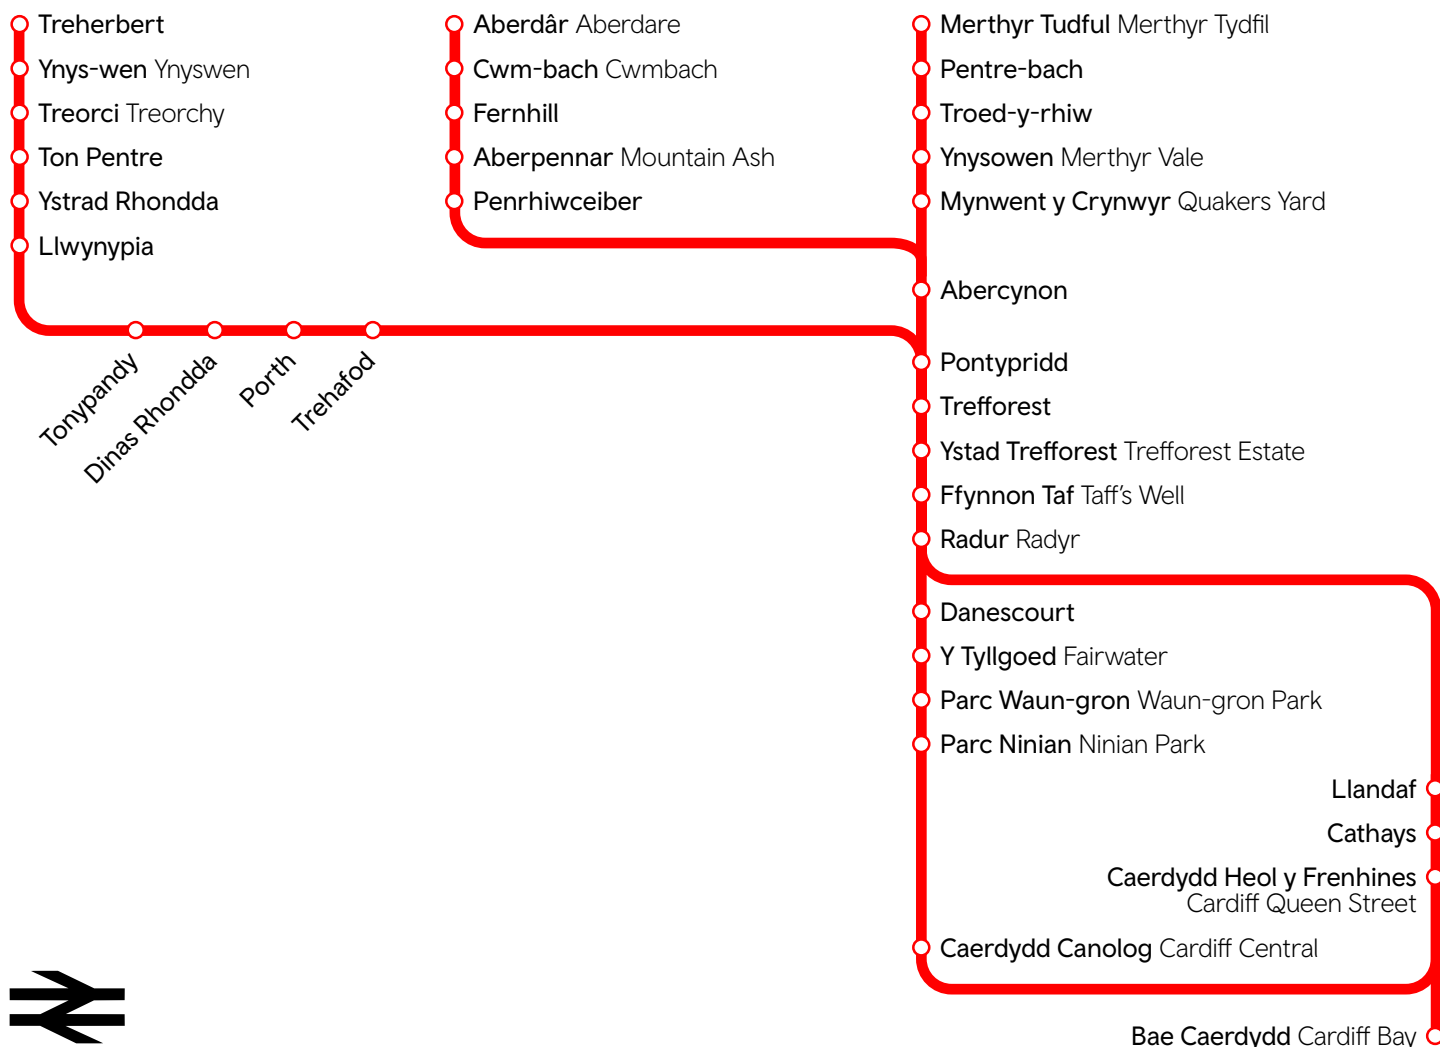 Treherbert
Ynys-wen Ynyswen
Treorci Treorchy
Ton Pentre
Ystrad Rhondda
Llwynypia
Tonypandy
Dinas Rhondda
Porth
Trehafod
Aberdâr Aberdare
Cwm-bach Cwmbach
Fernhill
Aberpennar Mountain Ash
Penrhiwceiber
Merthyr Tudful Merthyr Tydfil
Pentre-bach
Troed-y-rhiw
Ynysowen Merthyr Vale
Mynwent y Crynwyr Quakers Yard
Abercynon
Pontypridd
Trefforest
Ystad Trefforest Trefforest Estate
Ffynnon Taf Taff's Well
Radur Radyr
Danescourt
Y Tyllgoed Fairwater
Parc Waun-gron Waun-gron Park
Parc Ninian Ninian Park
Llandaf
Cathays
Caerdydd Heol y Frenhines
Cardiff Queen Street
Caerdydd Canolog Cardiff Central
Bae Caerdydd Cardiff Bay